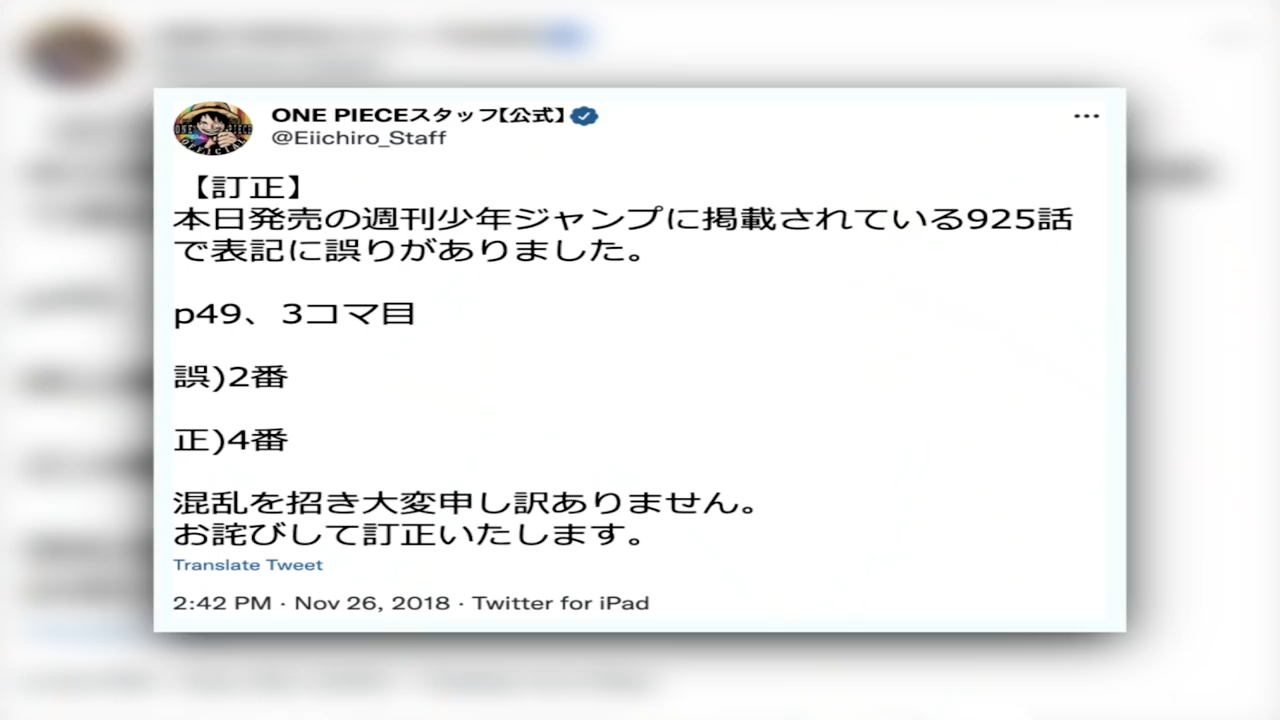 ONE PIECEスタッフ【公式】
@Eiichiro_Staff
【訂正】
本日発売の週刊少年ジャンプに掲載されている925話
で表記に誤りがありました。
p49、3コマ目
誤)2番
正)4番
混乱を招き大変申し訳ありません。
お詫びして訂正いたします。
Translate Tweet
2:42 PM · Nov 26, 2018 · Twitter for iPad